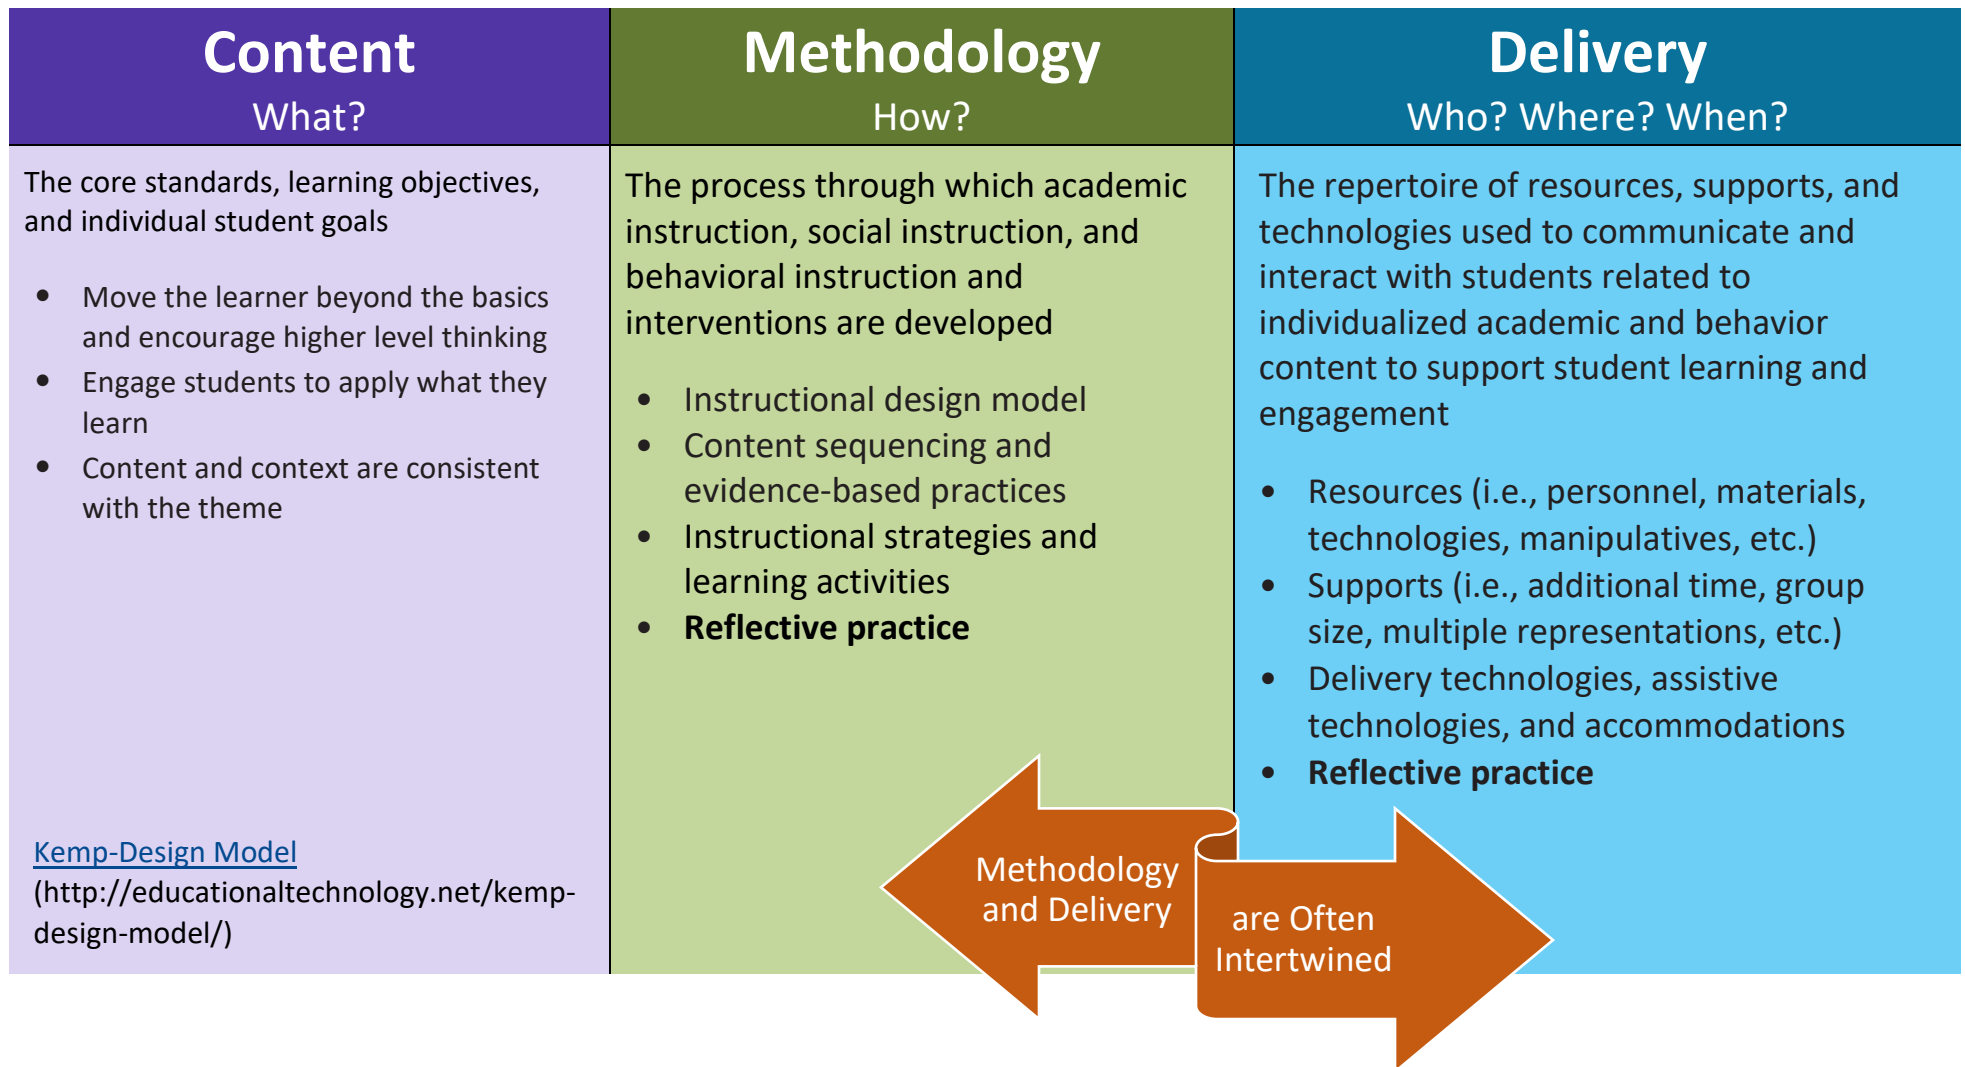 Content
What?
The core standards, learning objectives,
and individual student goals
• Move the learner beyond the basics
and encourage higher level thinking
• Engage students to apply what they
learn
• Content and context are consistent
with the theme
Kemp-Design Model
(http://educationaltechnology.net/kemp-
design-model/)
Methodology
How?
The process through which academic
instruction, social instruction, and
behavioral instruction and
interventions are developed
• Instructional design model
• Content sequencing and
evidence-based practices
• Instructional strategies and
learning activities
• Reflective practice
Delivery
Who? Where? When?
The repertoire of resources, supports, and
technologies used to communicate and
interact with students related to
individualized academic and behavior
content to support student learning and
engagement
• Resources (i.e., personnel, materials,
technologies, manipulatives, etc.)
• Supports (i.e., additional time, group
size, multiple representations, etc.)
• Delivery technologies, assistive
technologies, and accommodations
• Reflective practice
Methodology
and Delivery
are Often
Intertwined